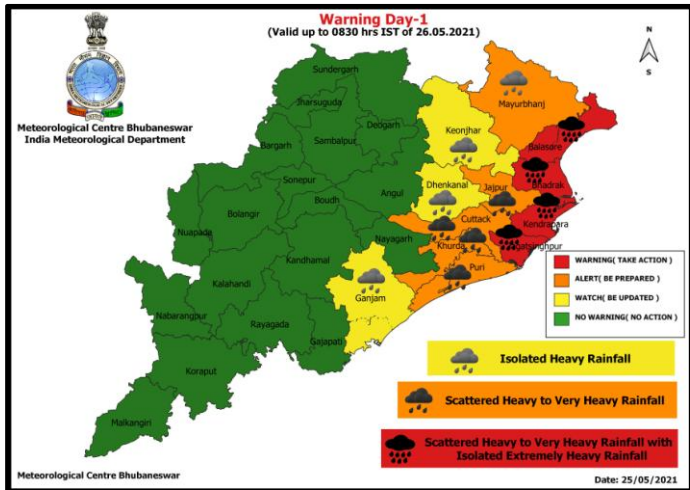 Warning Day-1
(Valid up to 0830 hrs IST of 26.05.2021)
N
S
Meteorological Centre Bhubaneswar
India Meteorological Department
Sundergarh
Jharsuguda
Mayurbhanj
Deogarh
Keonjhar
Sambalpur
Bargarh
Balasore
Sonepur
Angul
Dhenkanal
Jajpur
Bhadrak
Boudh
Bolangir
Cuttack
Kendrapara
Nuapada
Nayagarh
Khurda
Jagatsinghpur
Kandhamal
Puri
Kalahandi
Ganjam
Nabarangpur
Rayagada
Gajapati
Koraput
Malkangiri
WARNING( TAKE ACTION )
ALERT( BE PREPARED )
WATCH( BE UPDATED )
NO WARNING( NO ACTION )
Isolated Heavy Rainfall
Scattered Heavy to Very Heavy Rainfall
Scattered Heavy to Very Heavy Rainfall with
Isolated Extremely Heavy Rainfall
Meteorological Centre Bhubaneswar
Date: 25/05/2021